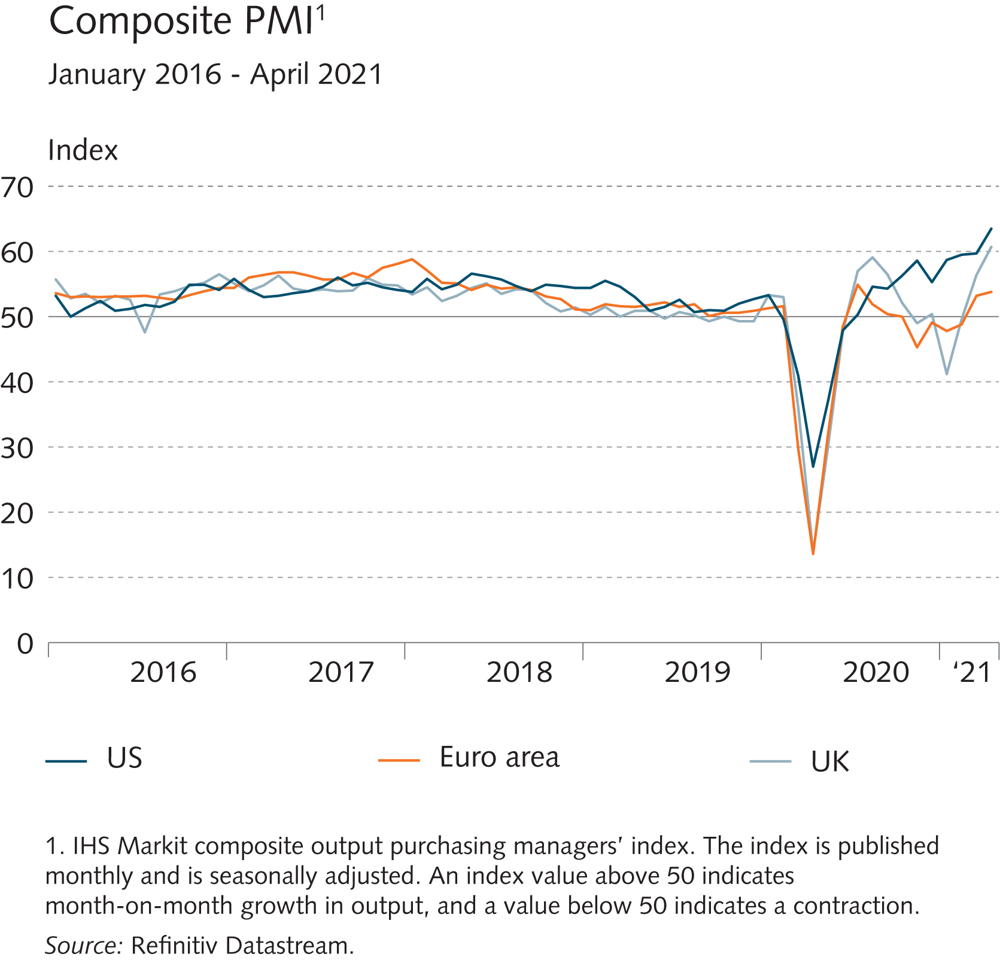 Composite PMI¹
January 2016 - April 2021
Index
70
60
50
40
30
20
10
0
2016 2017 2018 2019 2020 ‘21
US Euro area UK
1. IHS Markit composite output purchasing managers’ index. The index is published
monthly and is seasonally adjusted. An index value above 50 indicates
month-on-month growth in output, and a value below 50 indicates a contraction.
Source: Refinitiv Datastream.